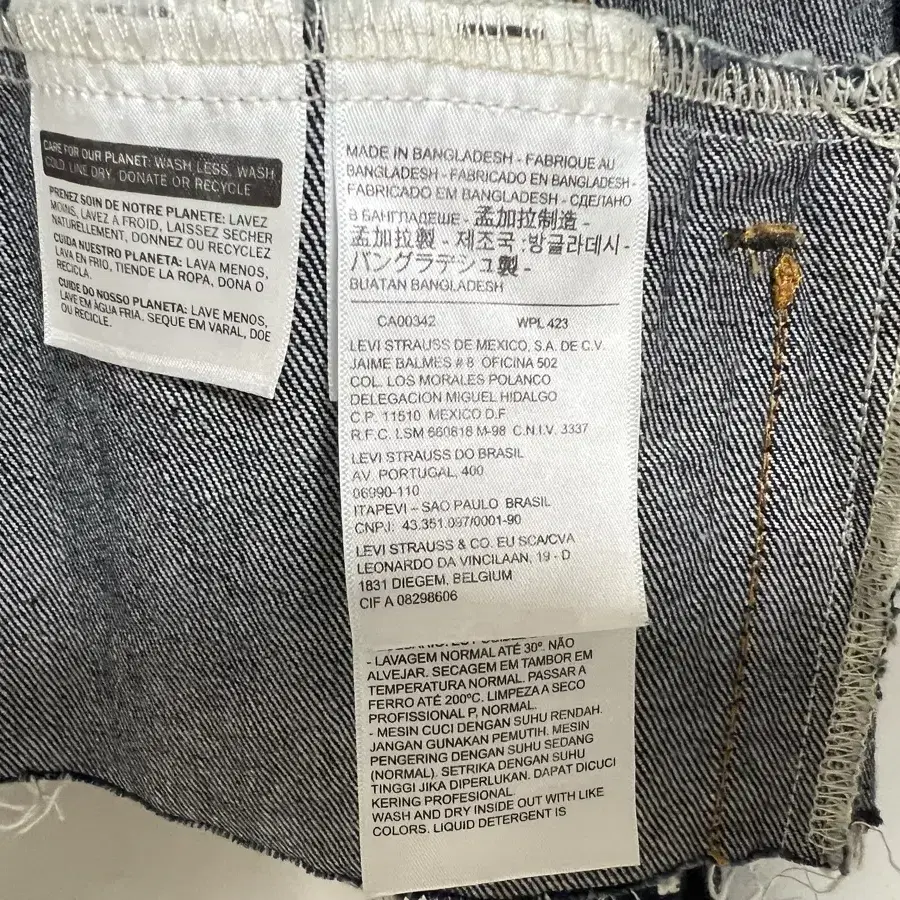 CARE FOR OUR PLANET: WASH LESS, WASH
COLD, LINE DRY, DONATE OR RECYCLE
PRENEZ SOIN DE NOTRE PLANETE: LAVEZ
MOINS, LAVEZ A FROID, LAISSEZ SECHER
NATURELLEMENT, DONNEZ OU RECYCLEZ
CUIDA NUESTRO PLANETA: LAVA MENOS,
LAVA EN FRIO, TIENDE LA ROPA, DONA O
RECICLA.
CUIDE DO NOSSO PLANETA: LAVE MENOS,
LAVE EM ÁGUA FRIA, SEQUE EM VARAL, DOE
OU RECICLE.
MADE IN BANGLADESH - FABRIQUE AU
BANGLADESH - FABRICADO EN BANGLADESH -
FABRICADO EM BANGLADESH - СДЕЛАНО
В БАНГЛАДЕШЕ - 孟加拉制造 -
孟加拉製 - 제조국 :방글라데시 -
バングラデシュ製 -
BUATAN BANGLADESH
CA00342 WPL 423
LEVI STRAUSS DE MEXICO, S.A. DE C.V.
JAIME BALMES # 8 OFICINA 502
COL. LOS MORALES POLANCO
DELEGACION MIGUEL HIDALGO
C.P. 11510 MEXICO D.F
R.F.C. LSM 660818 M-98 C.N.I.V. 3337
LEVI STRAUSS DO BRASIL
AV PORTUGAL, 400
06690-110
ITAPEVI – SAO PAULO BRASIL
CNPJ: 43.351.097/0001-90
LEVI STRAUSS & CO. EU SCA/CVA
LEONARDO DA VINCILAAN, 19 - D
1831 DIEGEM, BELGIUM
CIF A 08298606
- LAVAGEM NORMAL ATÉ 30º. NÃO
ALVEJAR. SECAGEM EM TAMBOR EM
TEMPERATURA NORMAL. PASSAR A
FERRO ATÉ 200ºC. LIMPEZA A SECO
PROFISSIONAL P, NORMAL.
- MESIN CUCI DENGAN SUHU RENDAH.
JANGAN GUNAKAN PEMUTIH. MESIN
PENGERING DENGAN SUHU SEDANG
(NORMAL). SETRIKA DENGAN SUHU
TINGGI JIKA DIPERLUKAN. DAPAT DICUCI
KERING PROFESIONAL.
WASH AND DRY INSIDE OUT WITH LIKE
COLORS. LIQUID DETERGENT IS